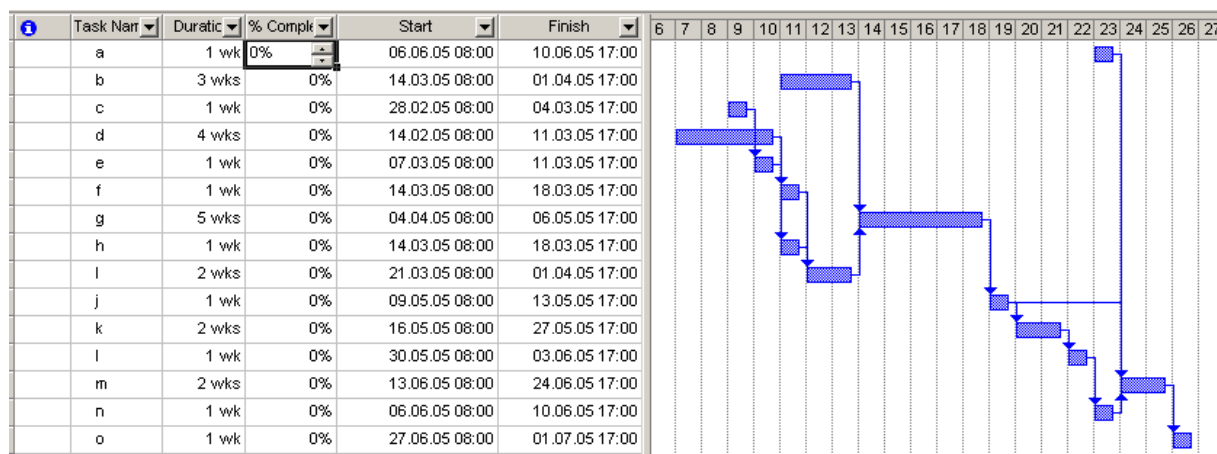 Task Nam Duratic % Comple Start Finish 6 7 8 9 10 11 12 13 14 15 16 17 18 19 20 21 22 23 24 25 26 27
a 1 wk 0% 06.06.05 08:00 10.06.05 17:00
b 3 wks 0% 14.03.05 08:00 01.04.05 17:00
c 1 wk 0% 28.02.05 08:00 04.03.05 17:00
d 4 wks 0% 14.02.05 08:00 11.03.05 17:00
e 1 wk 0% 07.03.05 08:00 11.03.05 17:00
f 1 wk 0% 14.03.05 08:00 18.03.05 17:00
g 5 wks 0% 04.04.05 08:00 06.05.05 17:00
h 1 wk 0% 14.03.05 08:00 18.03.05 17:00
I 2 wks 0% 21.03.05 08:00 01.04.05 17:00
j 1 wk 0% 09.05.05 08:00 13.05.05 17:00
k 2 wks 0% 16.05.05 08:00 27.05.05 17:00
l 1 wk 0% 30.05.05 08:00 03.06.05 17:00
m 2 wks 0% 13.06.05 08:00 24.06.05 17:00
n 1 wk 0% 06.06.05 08:00 10.06.05 17:00
o 1 wk 0% 27.06.05 08:00 01.07.05 17:00